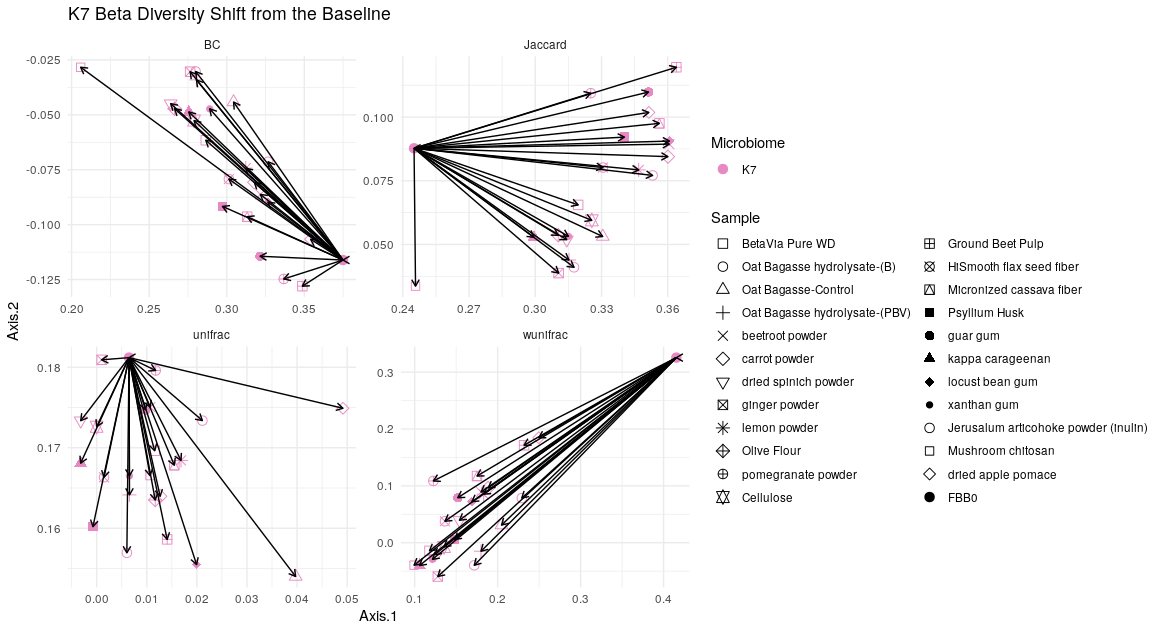 K7 Beta Diversity Shift from the Baseline
BC
Jaccard
-0.025
-0.050
-0.075
-0.100
-0.125
0.100
0.075
0.050
0.20
0.25
0.30
0.35
0.24
0.27
0.30
0.33
0.36
unifrac
wunifrac
0.18
0.17
0.16
0.3
0.2
0.1
0.0
0.00
0.01
0.02
0.03
0.04
0.05
0.1
0.2
0.3
0.4
Axis.2
Axis.1
Microbiome
K7
Sample
BetaVia Pure WD
Oat Bagasse hydrolysate-(B)
Oat Bagasse-Control
Oat Bagasse hydrolysate-(PBV)
beetroot powder
carrot powder
dried spinich powder
ginger powder
lemon powder
Olive Flour
pomegranate powder
Cellulose
Ground Beet Pulp
HiSmooth flax seed fiber
Micronized cassava fiber
Psyllium Husk
guar gum
kappa carageenan
locust bean gum
xanthan gum
Jerusalum articohoke powder (inulin)
Mushroom chitosan
dried apple pomace
FBB0